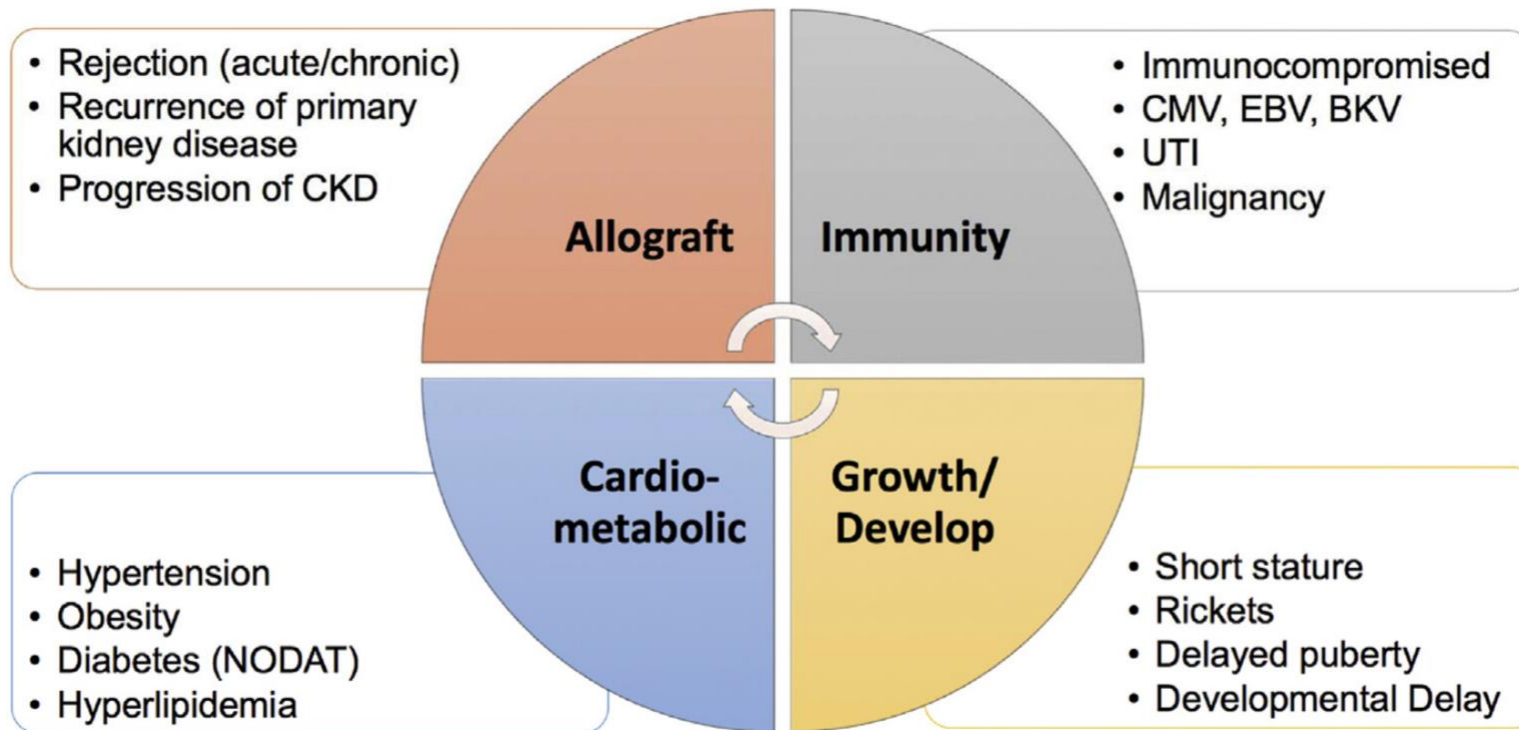 • Rejection (acute/chronic)
• Recurrence of primary
kidney disease
• Progression of CKD
Allograft
Immunity
• Immunocompromised
• CMV, EBV, BKV
• UTI
• Malignancy
Cardio-
metabolic
• Hypertension
• Obesity
• Diabetes (NODAT)
• Hyperlipidemia
Growth/
Develop
• Short stature
• Rickets
• Delayed puberty
• Developmental Delay